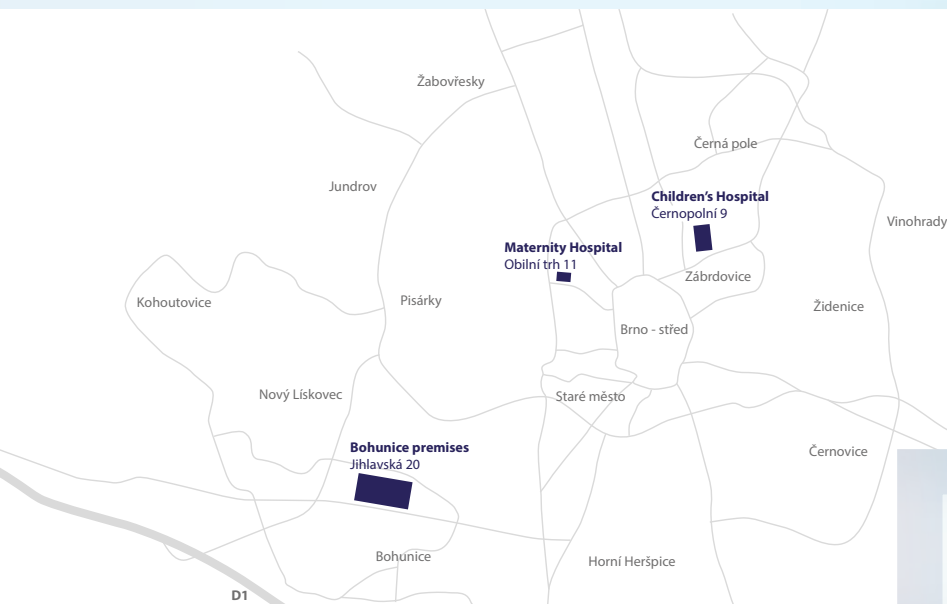 Žabovřesky
Černá pole
Jundrov
Children's Hospital
Černopolní 9
Vinohrady
Maternity Hospital
Obilní trh 11
Zábrdovice
Kohoutovice
Pisárky
Židenice
Brno - střed
Nový Lískovec
Staré město
Bohunice premises
Jihlavská 20
Černovice
Bohunice
Horní Heršpice
D1